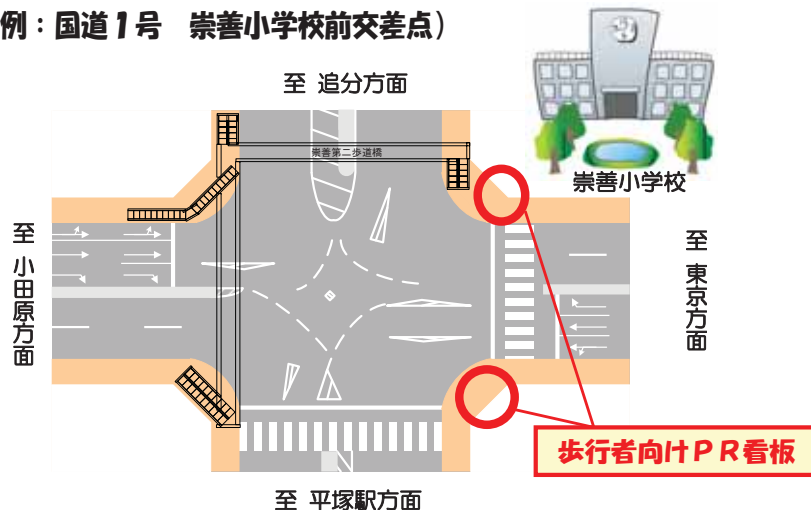 例：国道1号　崇善小学校前交差点）
至 追分方面
崇善第二歩道橋
崇善小学校
至 小田原方面
至 東京方面
歩行者向けＰＲ看板
至 平塚駅方面